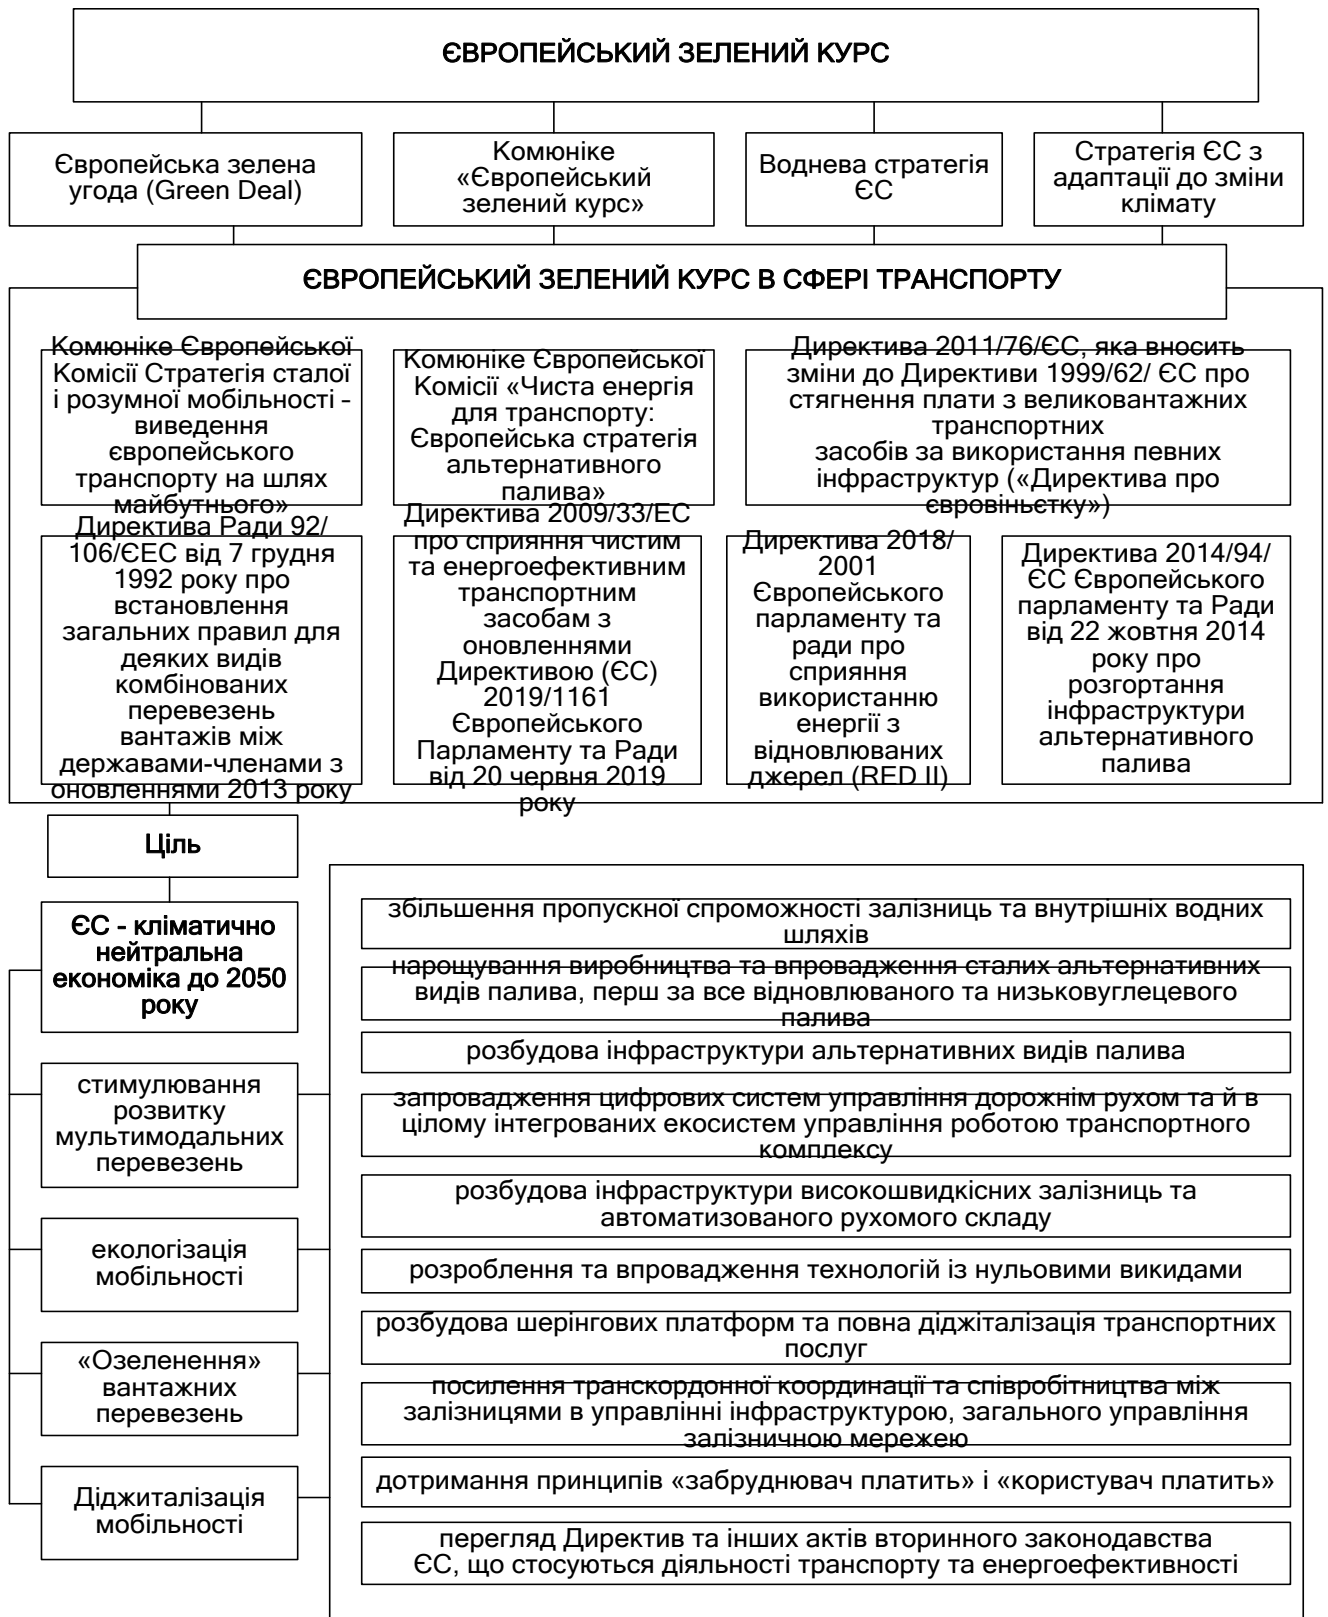 ЄВРОПЕЙСЬКИЙ ЗЕЛЕНИЙ КУРС
Європейська зелена
угода (Green Deal)
Комюніке
«Європейський
зелений курс»
Воднева стратегія
ЄС
Стратегія ЄС з
адаптації до зміни
клімату
ЄВРОПЕЙСЬКИЙ ЗЕЛЕНИЙ КУРС В СФЕРІ ТРАНСПОРТУ
Комюніке Європейської
Комісії Стратегія сталої
і розумної мобільності –
виведення
європейського
транспорту на шлях
майбутнього»
Комюніке Європейської
Комісії «Чиста енергія
для транспорту:
Європейська стратегія
альтернативного
палива»
Директива 2011/76/ЄС, яка вносить
зміни до Директиви 1999/62/ ЄС про
стягнення плати з великовантажних
транспортних
засобів за використання певних
інфраструктур («Директива про
євровіньєтку»)
Директива Ради 92/
106/ЄЕС від 7 грудня
1992 року про
встановлення
загальних правил для
деяких видів
комбінованих
перевезень
вантажів між
державами-членами з
оновленнями 2013 року
Директива 2009/33/ЕС
про сприяння чистим
та енергоефективним
транспортним
засобам з
оновленнями
Директивою (ЄС)
2019/1161
Європейського
Парламенту та Ради
від 20 червня 2019
року
Директива 2018/
2001
Європейського
парламенту та
ради про
сприяння
використанню
енергії з
відновлюваних
джерел (RED II)
Директива 2014/94/
ЄС Європейського
парламенту та Ради
від 22 жовтня 2014
року про
розгортання
інфраструктури
альтернативного
палива
Ціль
ЄС - кліматично
нейтральна
економіка до 2050
року
стимулювання
розвитку
мультимодальних
перевезень
екологізація
мобільності
«Озеленення»
вантажних
перевезень
Діджиталізація
мобільності
збільшення пропускної спроможності залізниць та внутрішніх водних
шляхів
нарощування виробництва та впровадження сталих альтернативних
видів палива, перш за все відновлюваного та низьковуглецевого
палива
розбудова інфраструктури альтернативних видів палива
запровадження цифрових систем управління дорожнім рухом та й в
цілому інтегрованих екосистем управління роботою транспортного
комплексу
розбудова інфраструктури високошвидкісних залізниць та
автоматизованого рухомого складу
розроблення та впровадження технологій із нульовими викидами
розбудова шерінгових платформ та повна діджіталізація транспортних
послуг
посилення транскордонної координації та співробітництва між
залізницями в управлінні інфраструктурою, загального управління
залізничною мережею
дотримання принципів «забруднювач платить» і «користувач платить»
перегляд Директив та інших актів вторинного законодавства
ЄС, що стосуються діяльності транспорту та енергоефективності